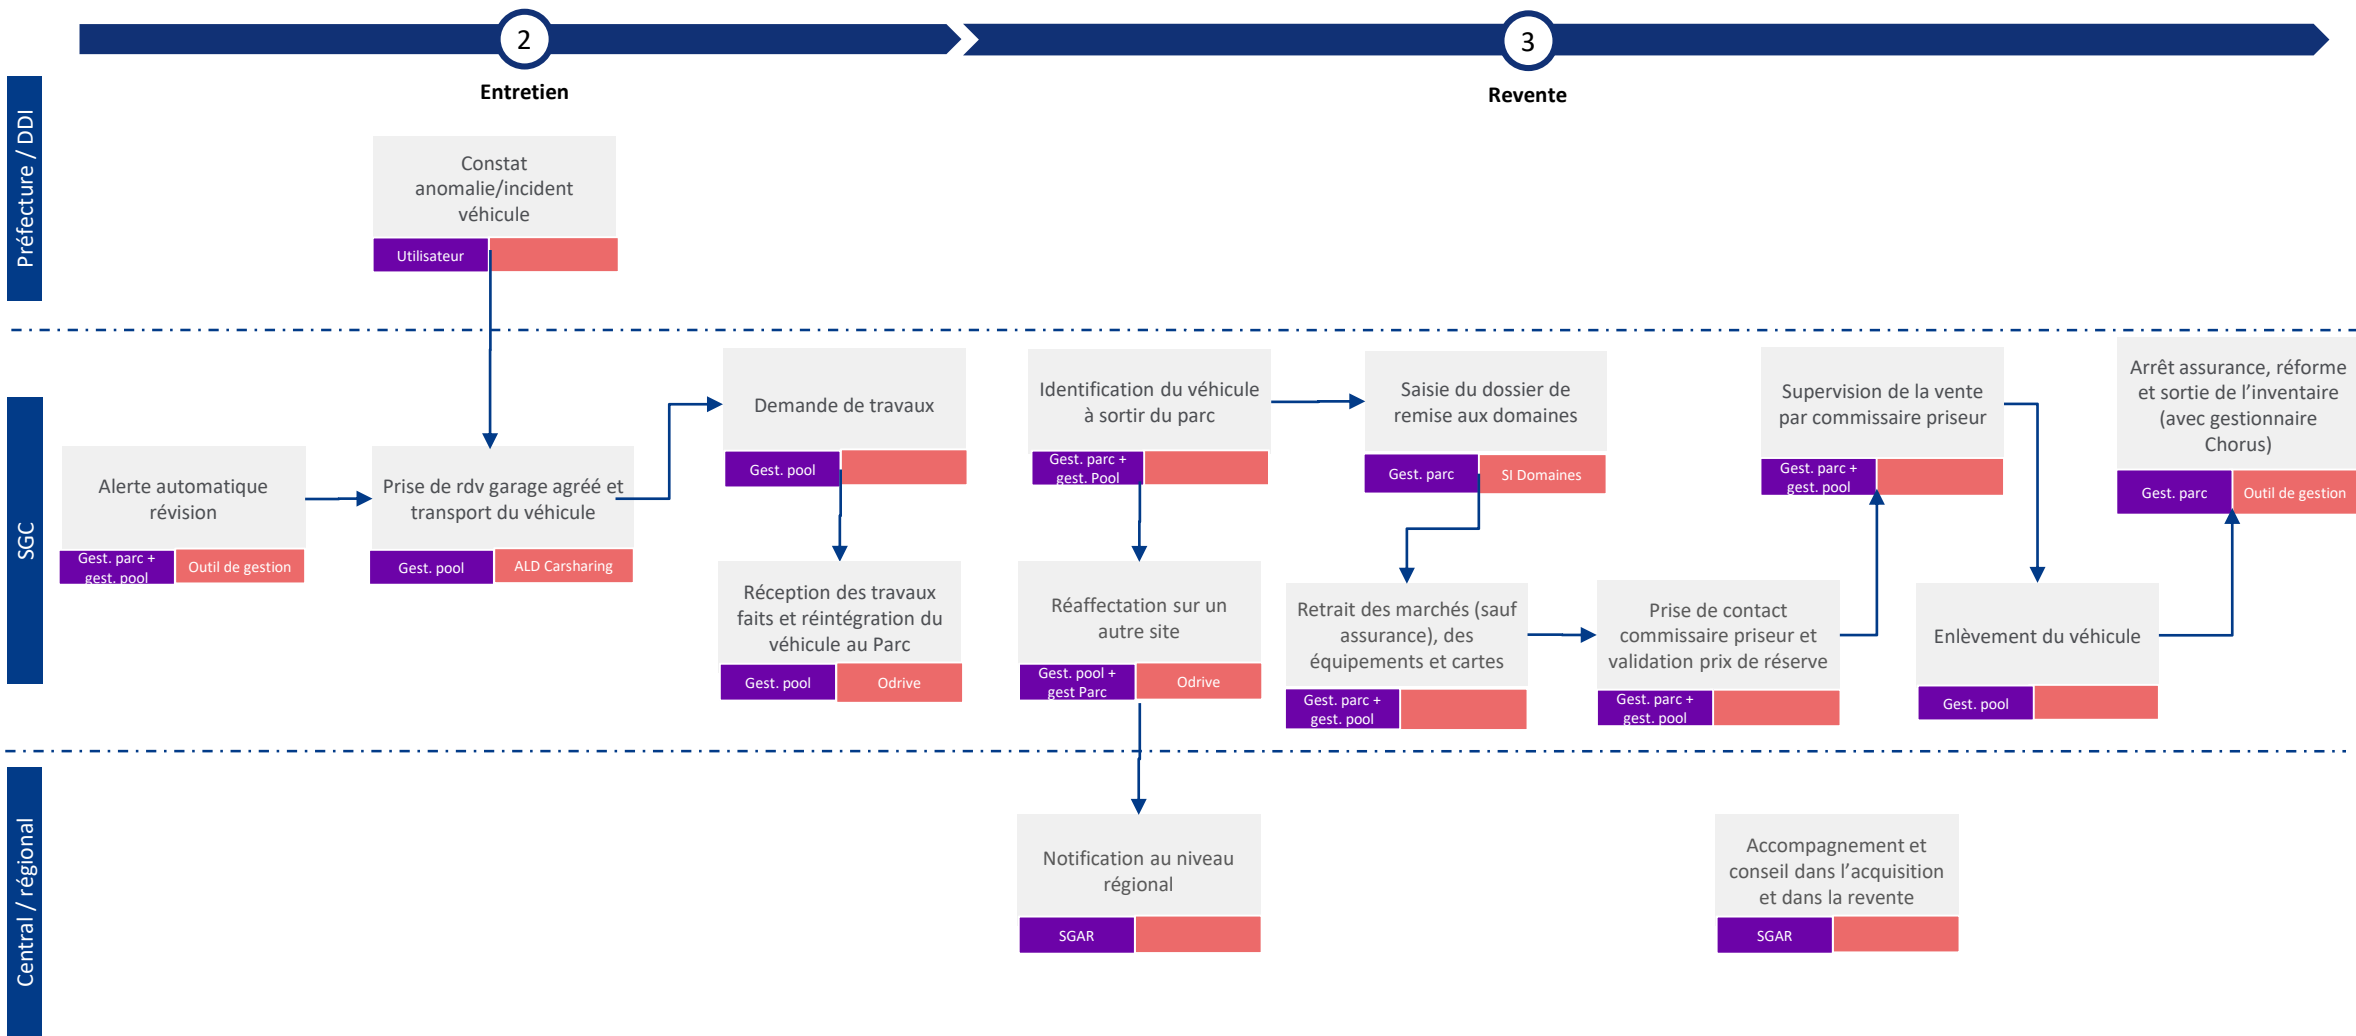 2
3
Entretien
Revente
Préfecture / DDI
Constat
anomalie/incident
véhicule
Utilisateur
SGC
Alerte automatique
révision
Gest. parc +
gest. pool
Outil de gestion
Prise de rdv garage agréé et
transport du véhicule
Gest. pool
ALD Carsharing
Demande de travaux
Gest. pool
Réception des travaux
faits et réintégration du
véhicule au Parc
Gest. pool
Odrive
Identification du véhicule
à sortir du parc
Gest. parc +
gest. Pool
Réaffectation sur un
autre site
Gest. pool +
gest Parc
Odrive
Saisie du dossier de
remise aux domaines
Gest. parc
SI Domaines
Retrait des marchés (sauf
assurance), des
équipements et cartes
Gest. parc +
gest. pool
Prise de contact
commissaire priseur et
validation prix de réserve
Gest. parc +
gest. pool
Supervision de la vente
par commissaire priseur
Gest. parc +
gest. pool
Enlèvement du véhicule
Gest. pool
Arrêt assurance, réforme
et sortie de l’inventaire
(avec gestionnaire
Chorus)
Gest. parc
Outil de gestion
Central / régional
Notification au niveau
régional
SGAR
Accompagnement et
conseil dans l’acquisition
et dans la revente
SGAR